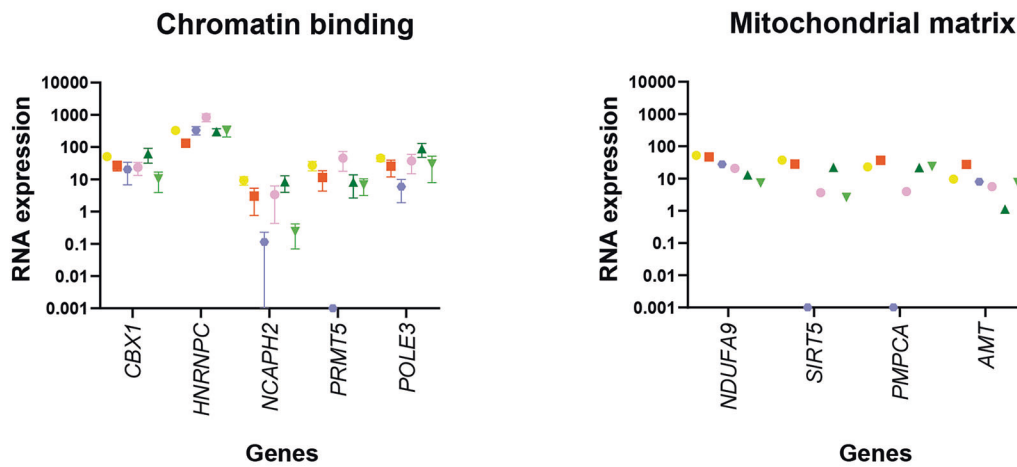 Chromatin binding
RNA expression
10000
1000
100
10
1
0.1
0.01
0.001
CBX1
HNRNPC
NCAPH2
PRMT5
POLE3
Genes
Mitochondrial matrix
RNA expression
10000
1000
100
10
1
0.1
0.01
0.001
NDUFA9
SIRT5
PMPCA
AMT
Genes